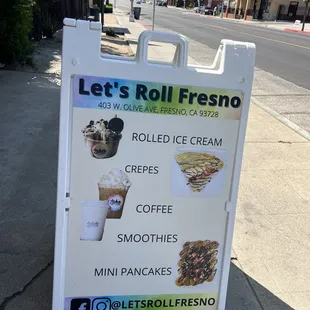 Let's Roll Fresno
403 W. OLIVE AVE, FRESNO, CA 93728
ROLLED ICE CREAM
CREPES
COFFEE
SMOOTHIES
MINI PANCAKES
@LETSROLLFRESNO